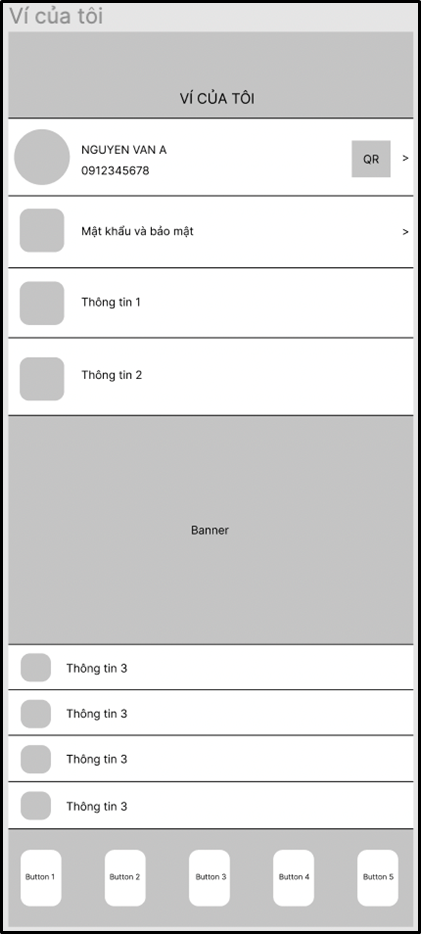 Ví của tôi
VÍ CỦA TÔI
NGUYEN VAN A
0912345678
QR
>
Mật khẩu và bảo mật
>
Thông tin 1
Thông tin 2
Banner
Thông tin 3
Thông tin 3
Thông tin 3
Thông tin 3
Button 1
Button 2
Button 3
Button 4
Button 5